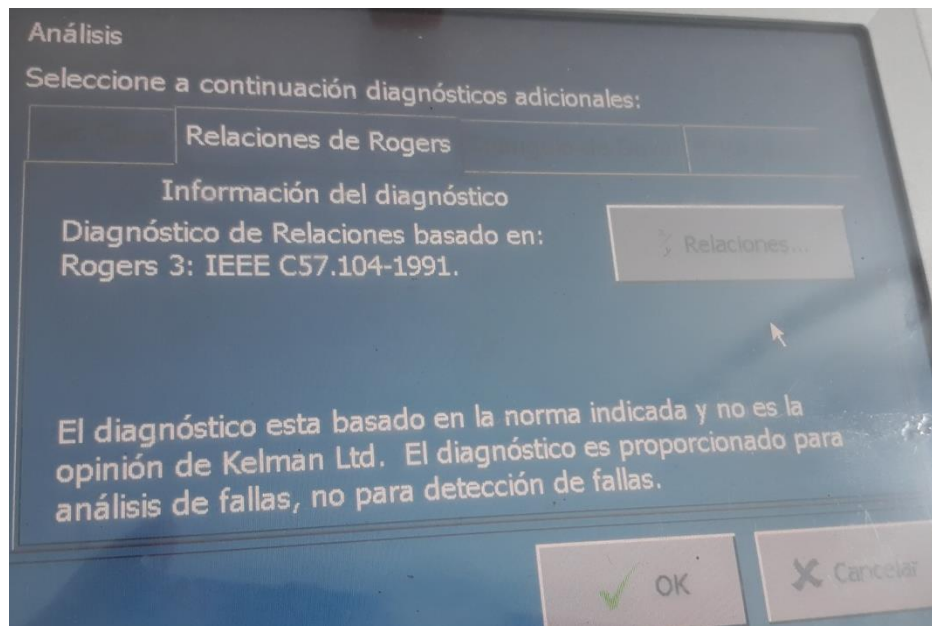 Análisis
Seleccione a continuación diagnósticos adicionales:
Relaciones de Rogers
Información del diagnóstico
Diagnóstico de Relaciones basado en:
Rogers 3: IEEE C57.104-1991.
Relaciones...
El diagnóstico esta basado en la norma indicada y no es la
opinión de Kelman Ltd. El diagnóstico es proporcionado para
análisis de fallas, no para detección de fallas.
OK
Cancelar